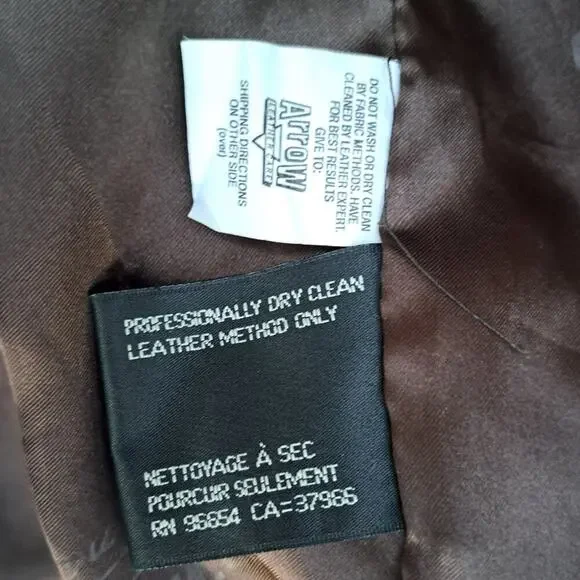 DO NOT WASH OR DRY CLEAN
BY FABRIC METHODS. HAVE
CLEANED BY LEATHER EXPERT.
FOR BEST RESULTS
GIVE TO:
Arrow
LEATHER CARE
SHIPPING DIRECTIONS
ON OTHER SIDE
(over)
PROFESSIONALLY DRY CLEAN
LEATHER METHOD ONLY
NETTOYAGE À SEC
POURCUIR SEULEMENT
RN 96654 CA=37966